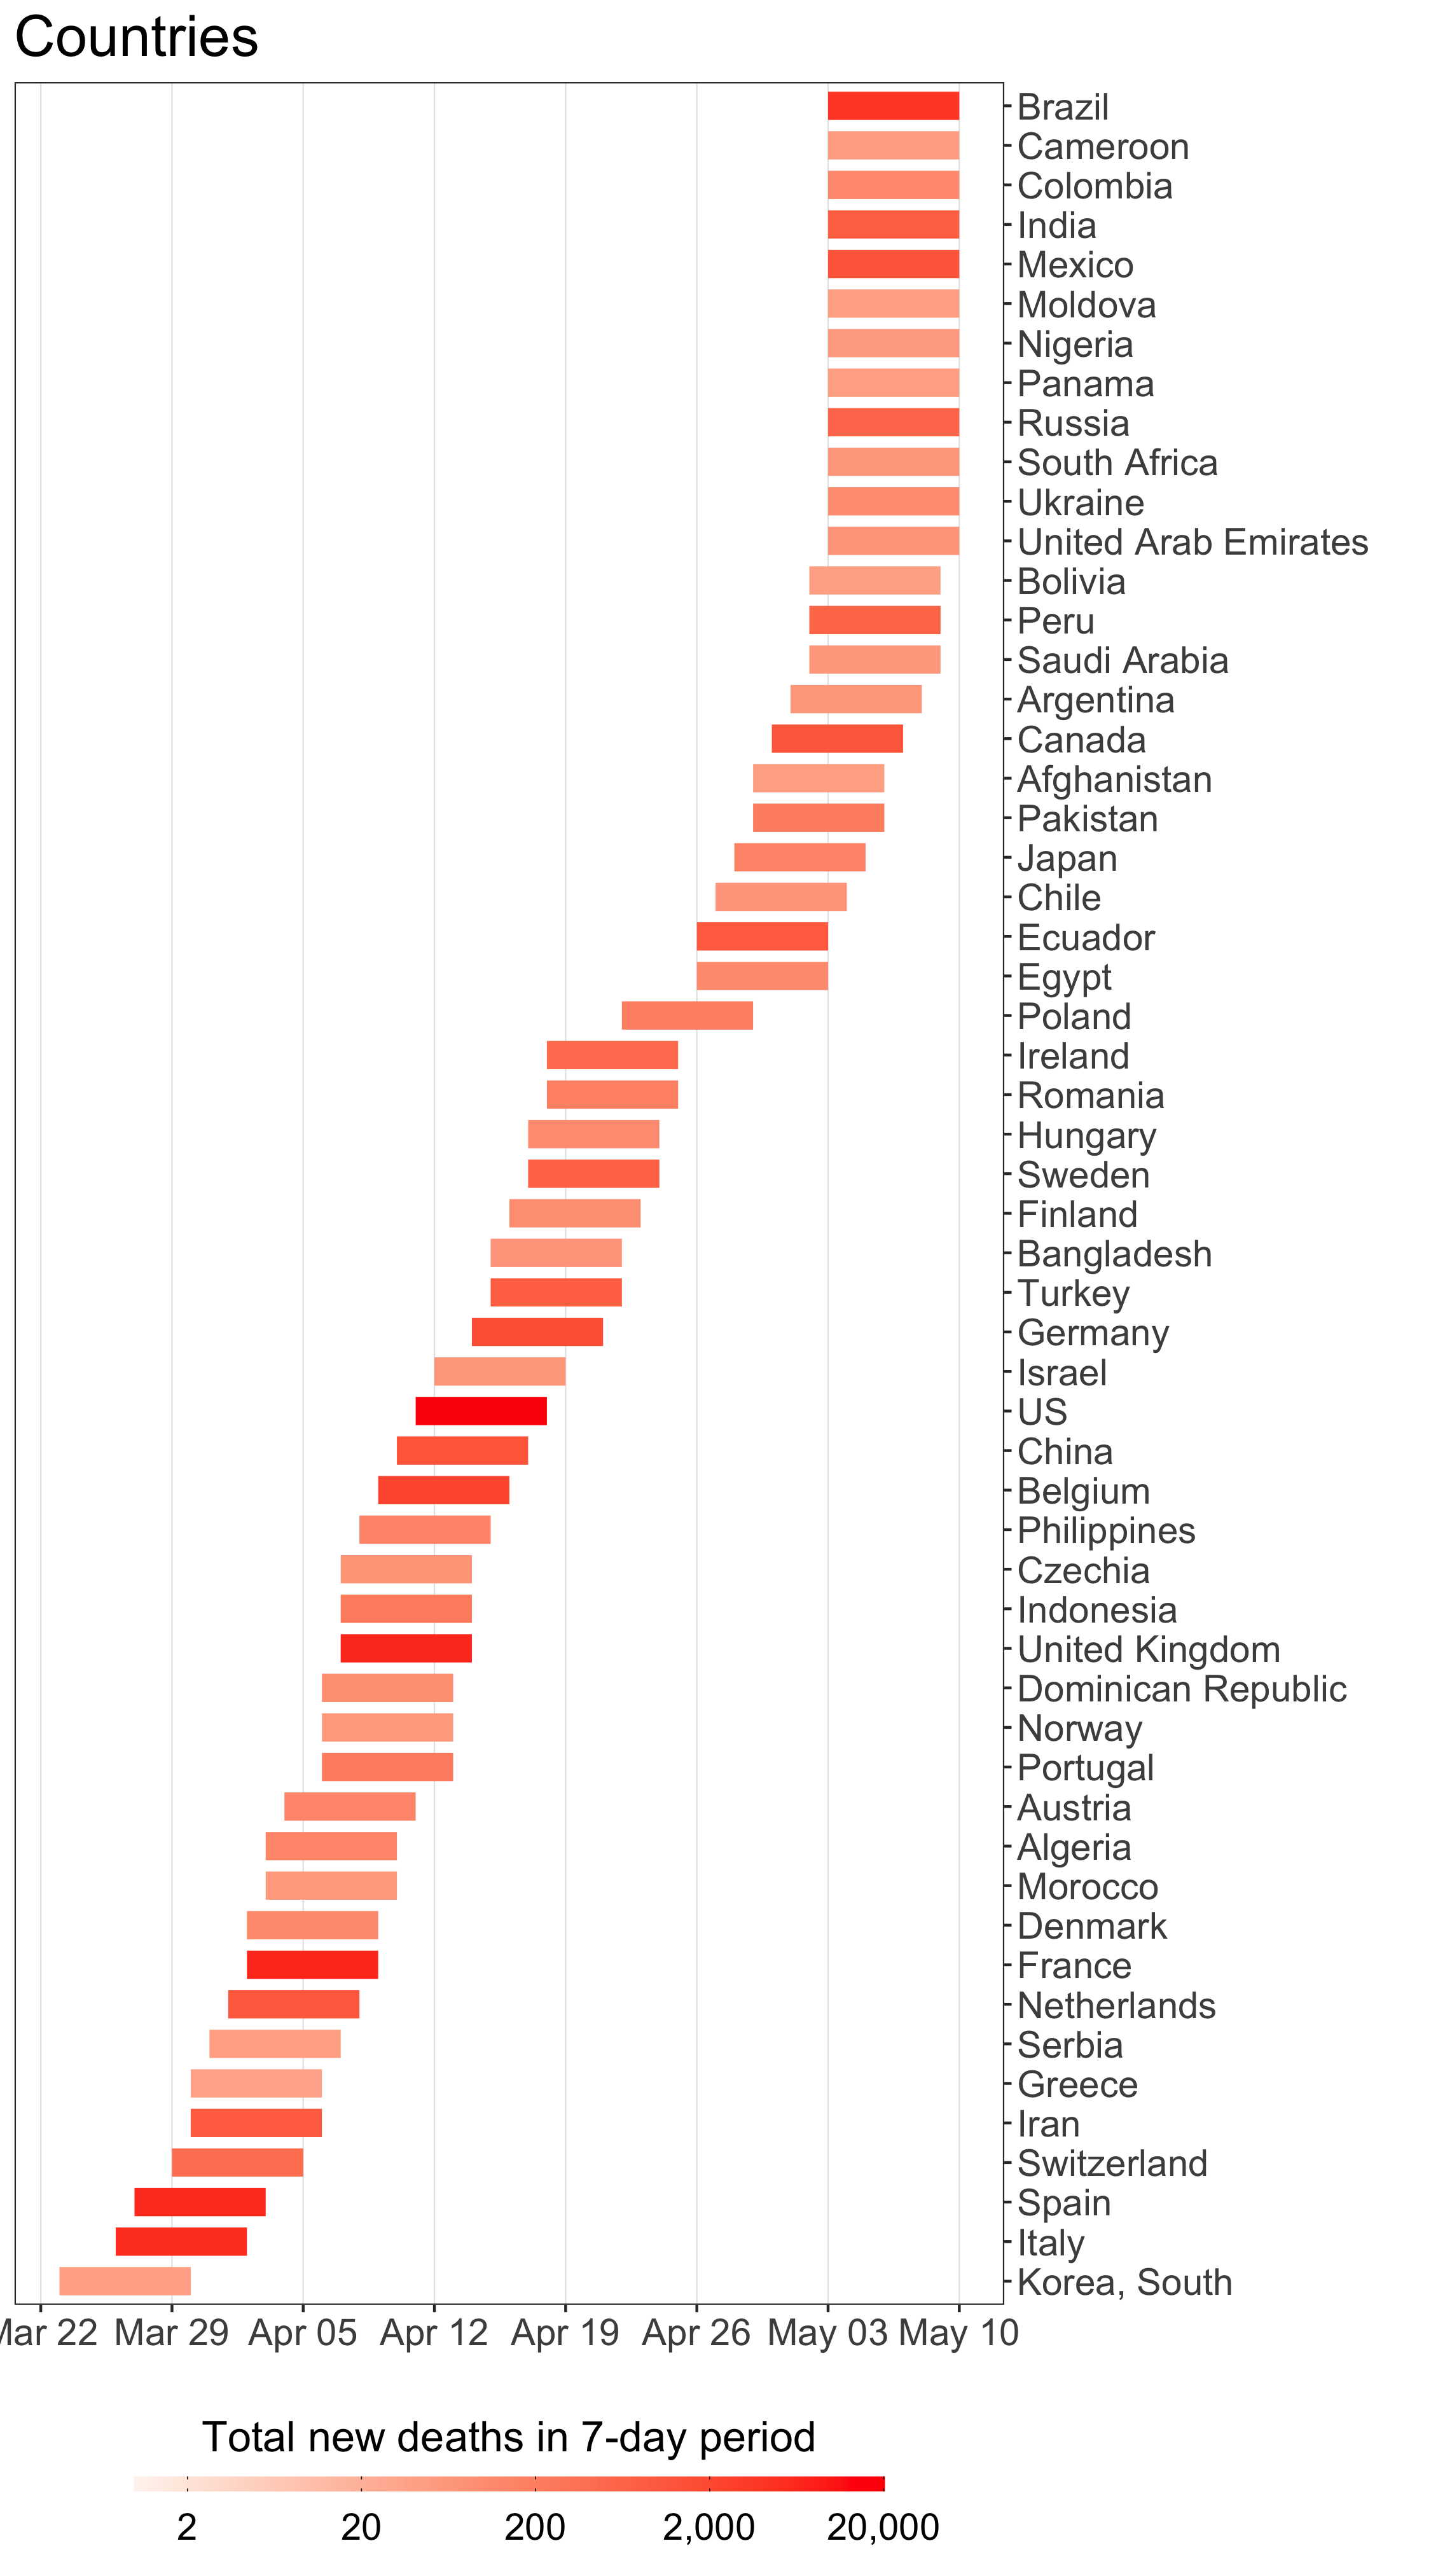 Countries
Brazil
Cameroon
Colombia
India
Mexico
Moldova
Nigeria
Panama
Russia
South Africa
Ukraine
United Arab Emirates
Bolivia
Peru
Saudi Arabia
Argentina
Canada
Afghanistan
Pakistan
Japan
Chile
Ecuador
Egypt
Poland
Ireland
Romania
Hungary
Sweden
Finland
Bangladesh
Turkey
Germany
Israel
US
China
Belgium
Philippines
Czechia
Indonesia
United Kingdom
Dominican Republic
Norway
Portugal
Austria
Algeria
Morocco
Denmark
France
Netherlands
Serbia
Greece
Iran
Switzerland
Spain
Italy
Korea, South
Mar 22 Mar 29 Apr 05 Apr 12 Apr 19 Apr 26 May 03 May 10
Total new deaths in 7-day period
2 20 200 2,000 20,000